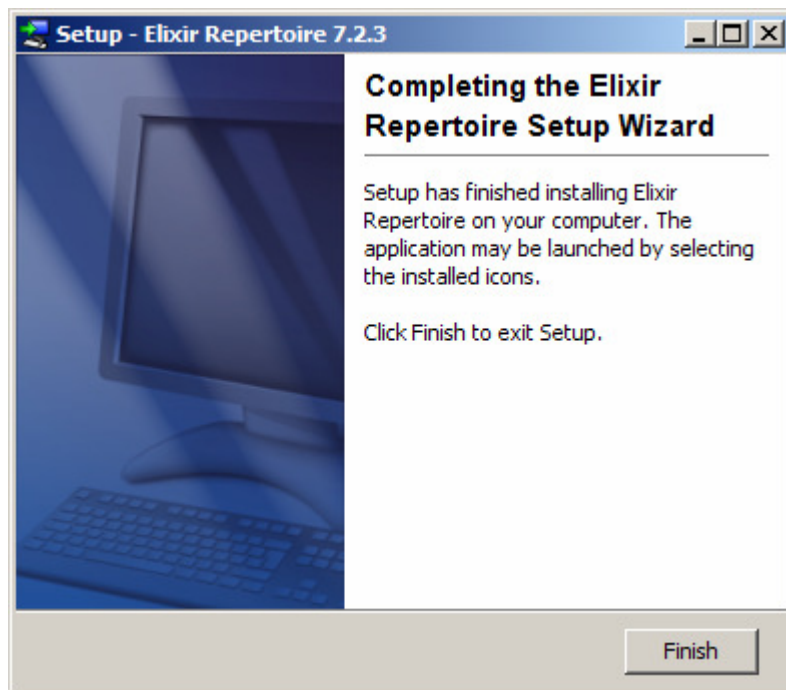 Setup - Elixir Repertoire 7.2.3
Completing the Elixir
Repertoire Setup Wizard
Setup has finished installing Elixir
Repertoire on your computer. The
application may be launched by selecting
the installed icons.
Click Finish to exit Setup.
Finish